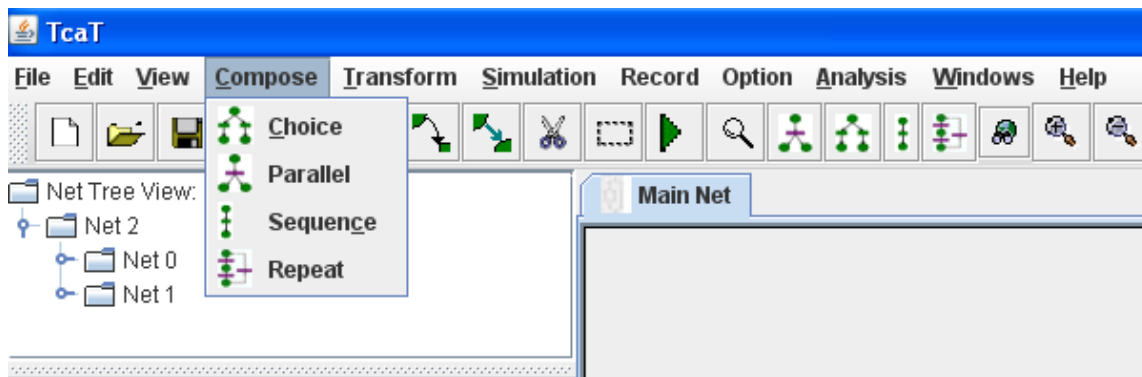 TcaT
File Edit View Compose Transform Simulation Record Option Analysis Windows Help
Choice
Parallel
Sequence
Repeat
Net Tree View:
Net 2
Net 0
Net 1
Main Net